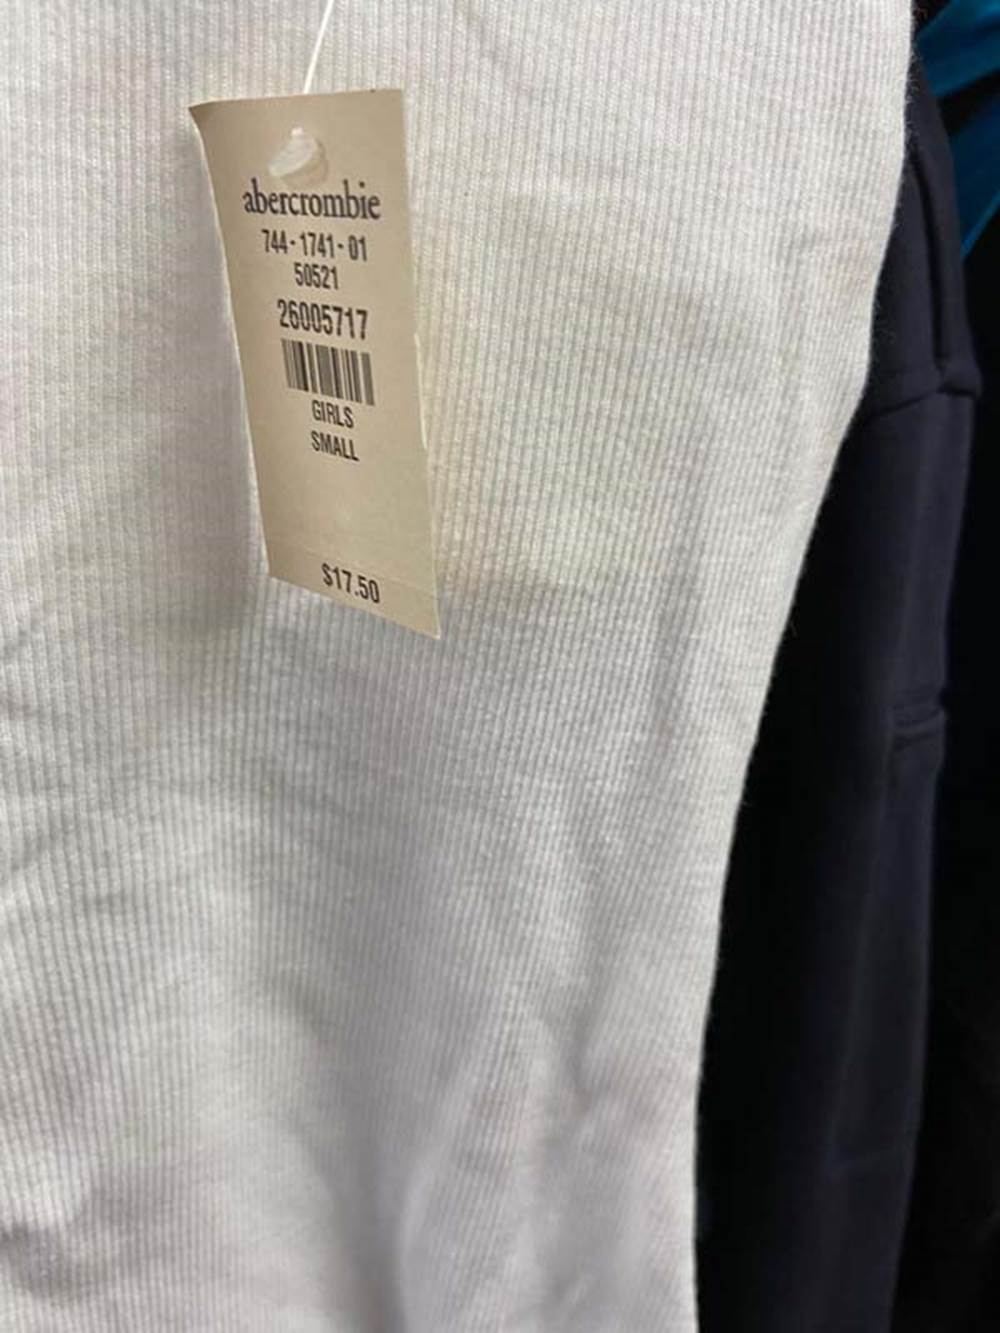 abercrombie
744-1741-01
50521
26005717
GIRLS
SMALL
$17.50